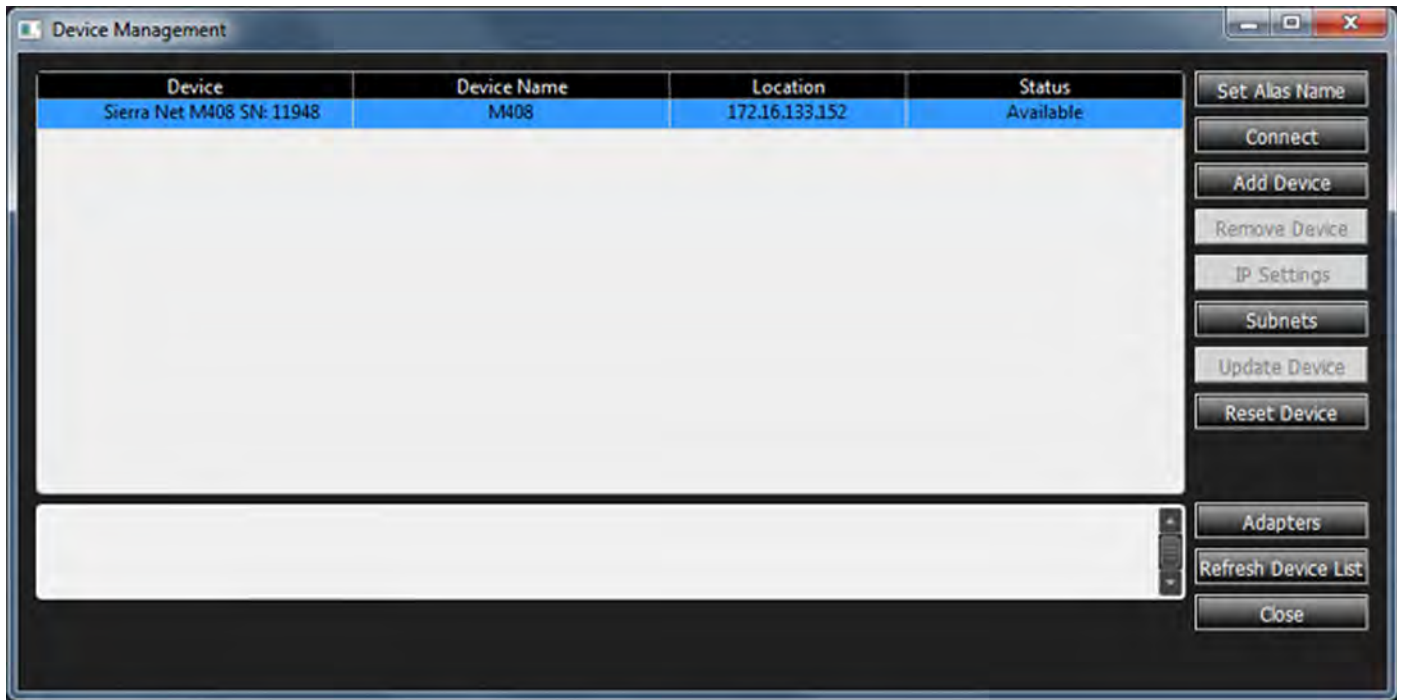 Device Management
Device Device Name Location Status
Sierra Net M408 SN: 11948 M408 172.16.133.152 Available
Set Alias Name
Connect
Add Device
Remove Device
IP Settings
Subnets
Update Device
Reset Device
Adapters
Refresh Device List
Close